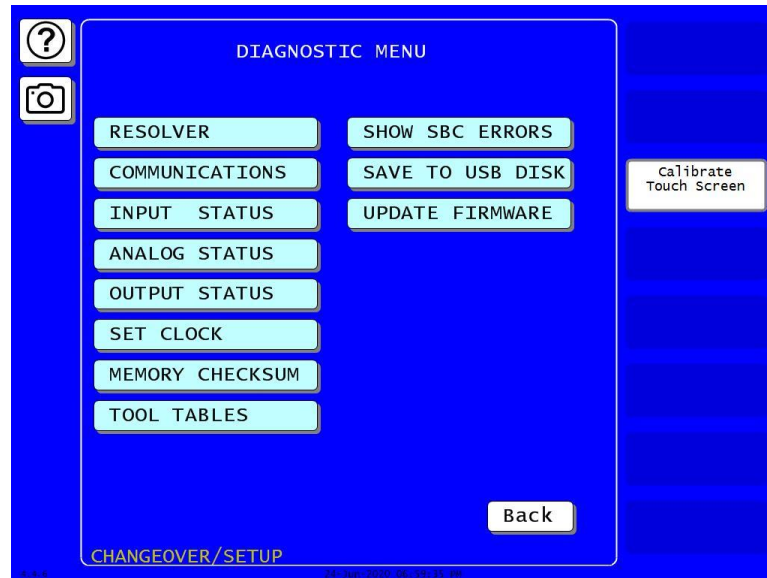 ?
DIAGNOSTIC MENU
RESOLVER
COMMUNICATIONS
INPUT STATUS
ANALOG STATUS
OUTPUT STATUS
SET CLOCK
MEMORY CHECKSUM
TOOL TABLES
SHOW SBC ERRORS
SAVE TO USB DISK
UPDATE FIRMWARE
Back
CHANGEOVER/SETUP
Calibrate
Touch Screen